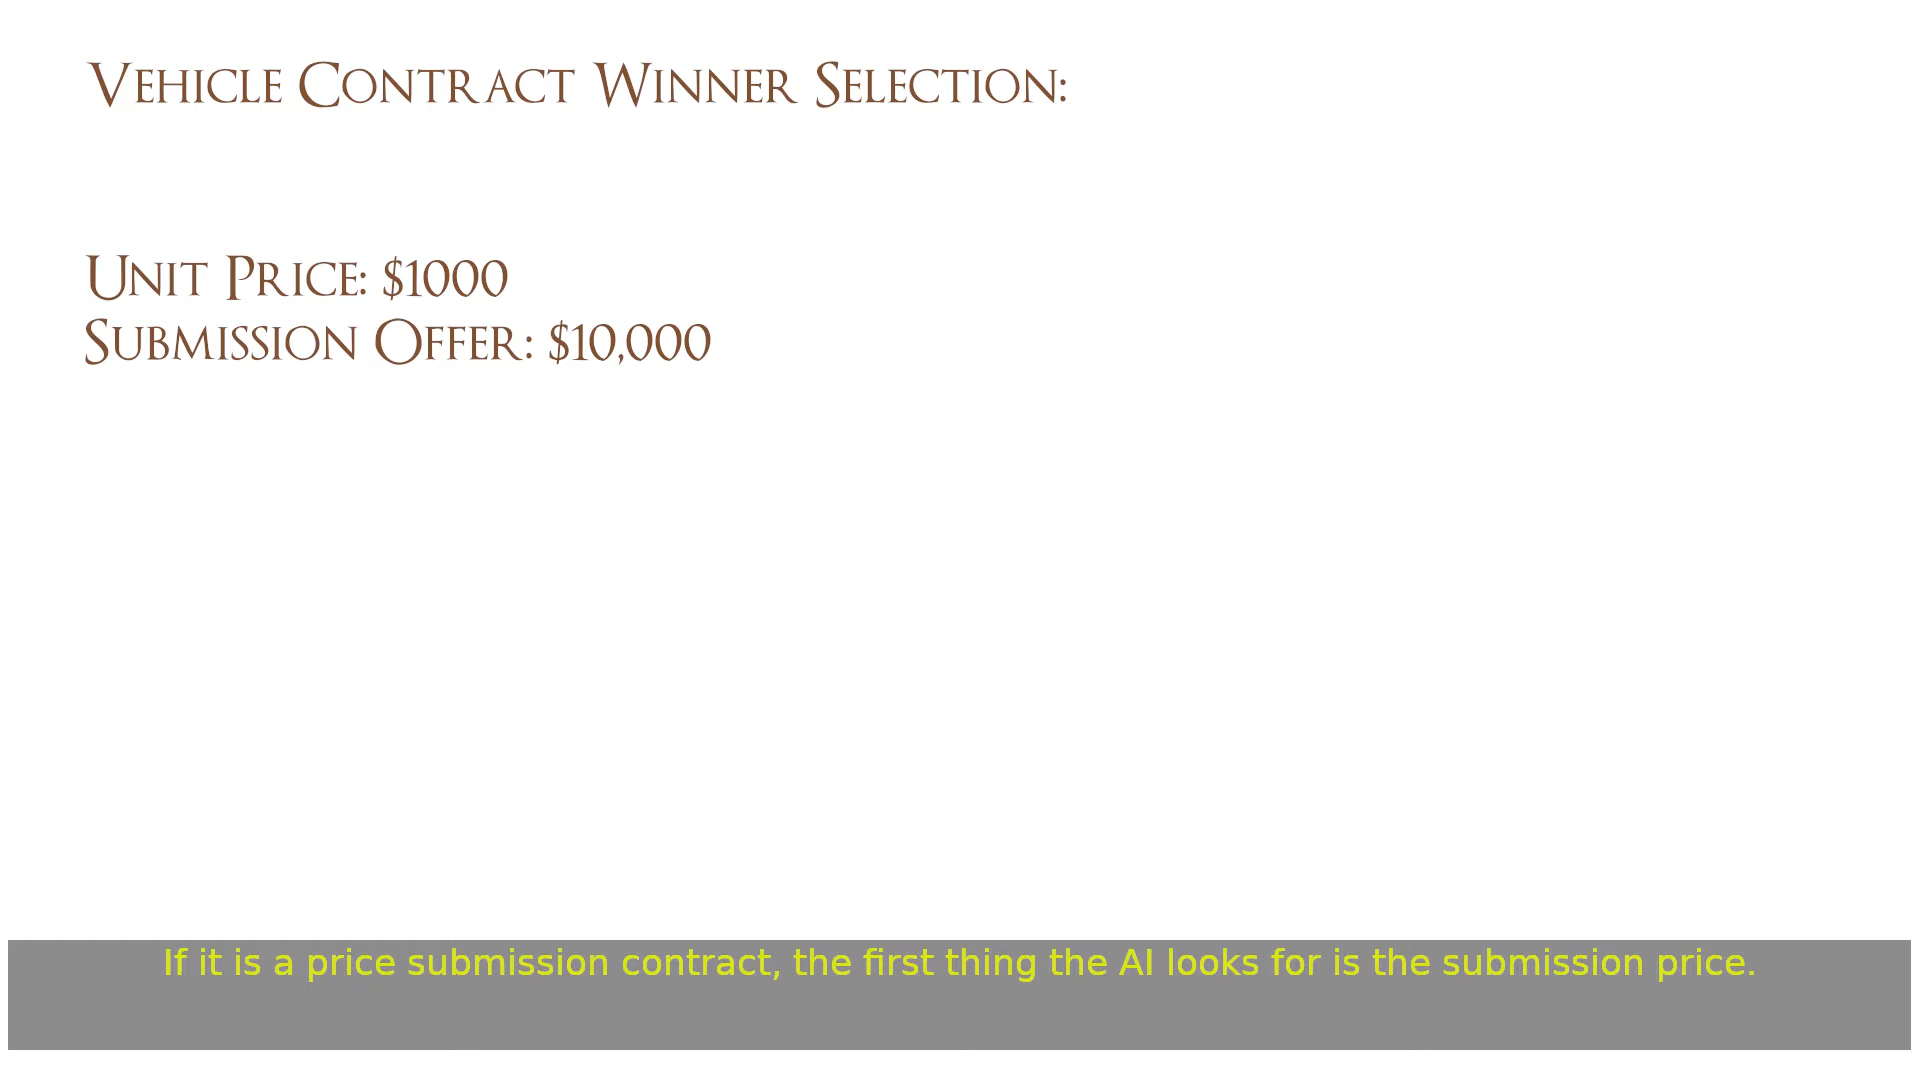 Vehicle Contract Winner Selection:
Unit Price: $1000
Submission Offer: $10,000
If it is a price submission contract, the first thing the AI looks for is the submission price.